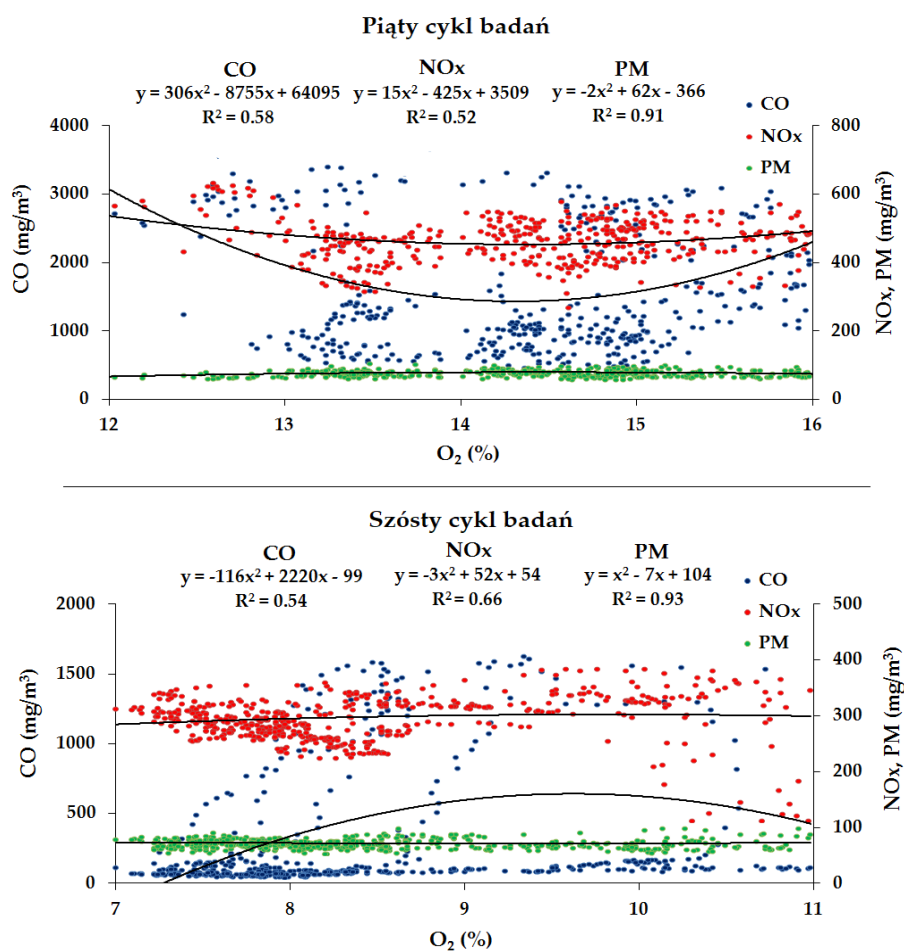 Piąty cykl badań
CO NOx PM
y = 306x² - 8755x + 64095 y = 15x² - 425x + 3509 y = -2x² + 62x - 366
R² = 0.58 R² = 0.52 R² = 0.91
CO
NOx
PM
4000 800
3000 600
2000 400
1000 200
0 0
CO (mg/m³)
NOx, PM (mg/m³)
12 13 14 15 16
O₂ (%)
Szósty cykl badań
CO NOx PM
y = -116x² + 2220x - 99 y = -3x² + 52x + 54 y = x² - 7x + 104
R² = 0.54 R² = 0.66 R² = 0.93
CO
NOx
PM
2000 500
1500 400
300
1000
200
500
100
0 0
CO (mg/m³)
NOx, PM (mg/m³)
7 8 9 10 11
O₂ (%)